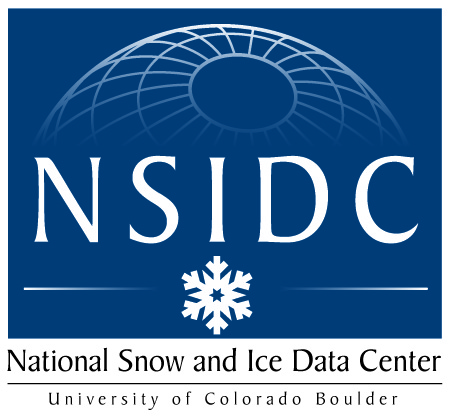 NSIDC
National Snow and Ice Data Center
University of Colorado Boulder